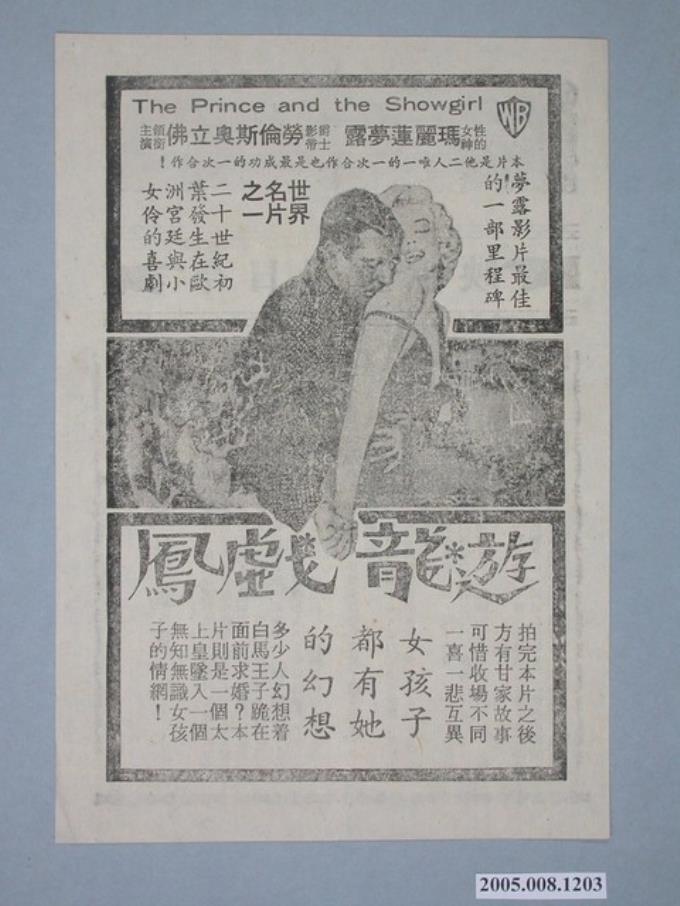 The Prince and the Showgirl
WB
性的女神 瑪麗蓮夢露 爵士影帝 勞倫斯奧立佛 領銜主演
本片是他二人唯一的一次合作也是最成功的一次合作!
夢露影片最佳
的一部里程碑
世界
名片
之一
二十世紀初
葉發生在歐
洲宮廷與小
女伶的喜劇
遊龍戲鳳
拍完本片之後
方有甘家故事
可惜收場不同
一喜一悲互異
女孩子
都有她
的幻想
多少人幻想着
白馬王子跪在
面前求婚?本
片則是一個太
上皇墜入一個
無知無識女孩
子的情網!
2005.008.1203